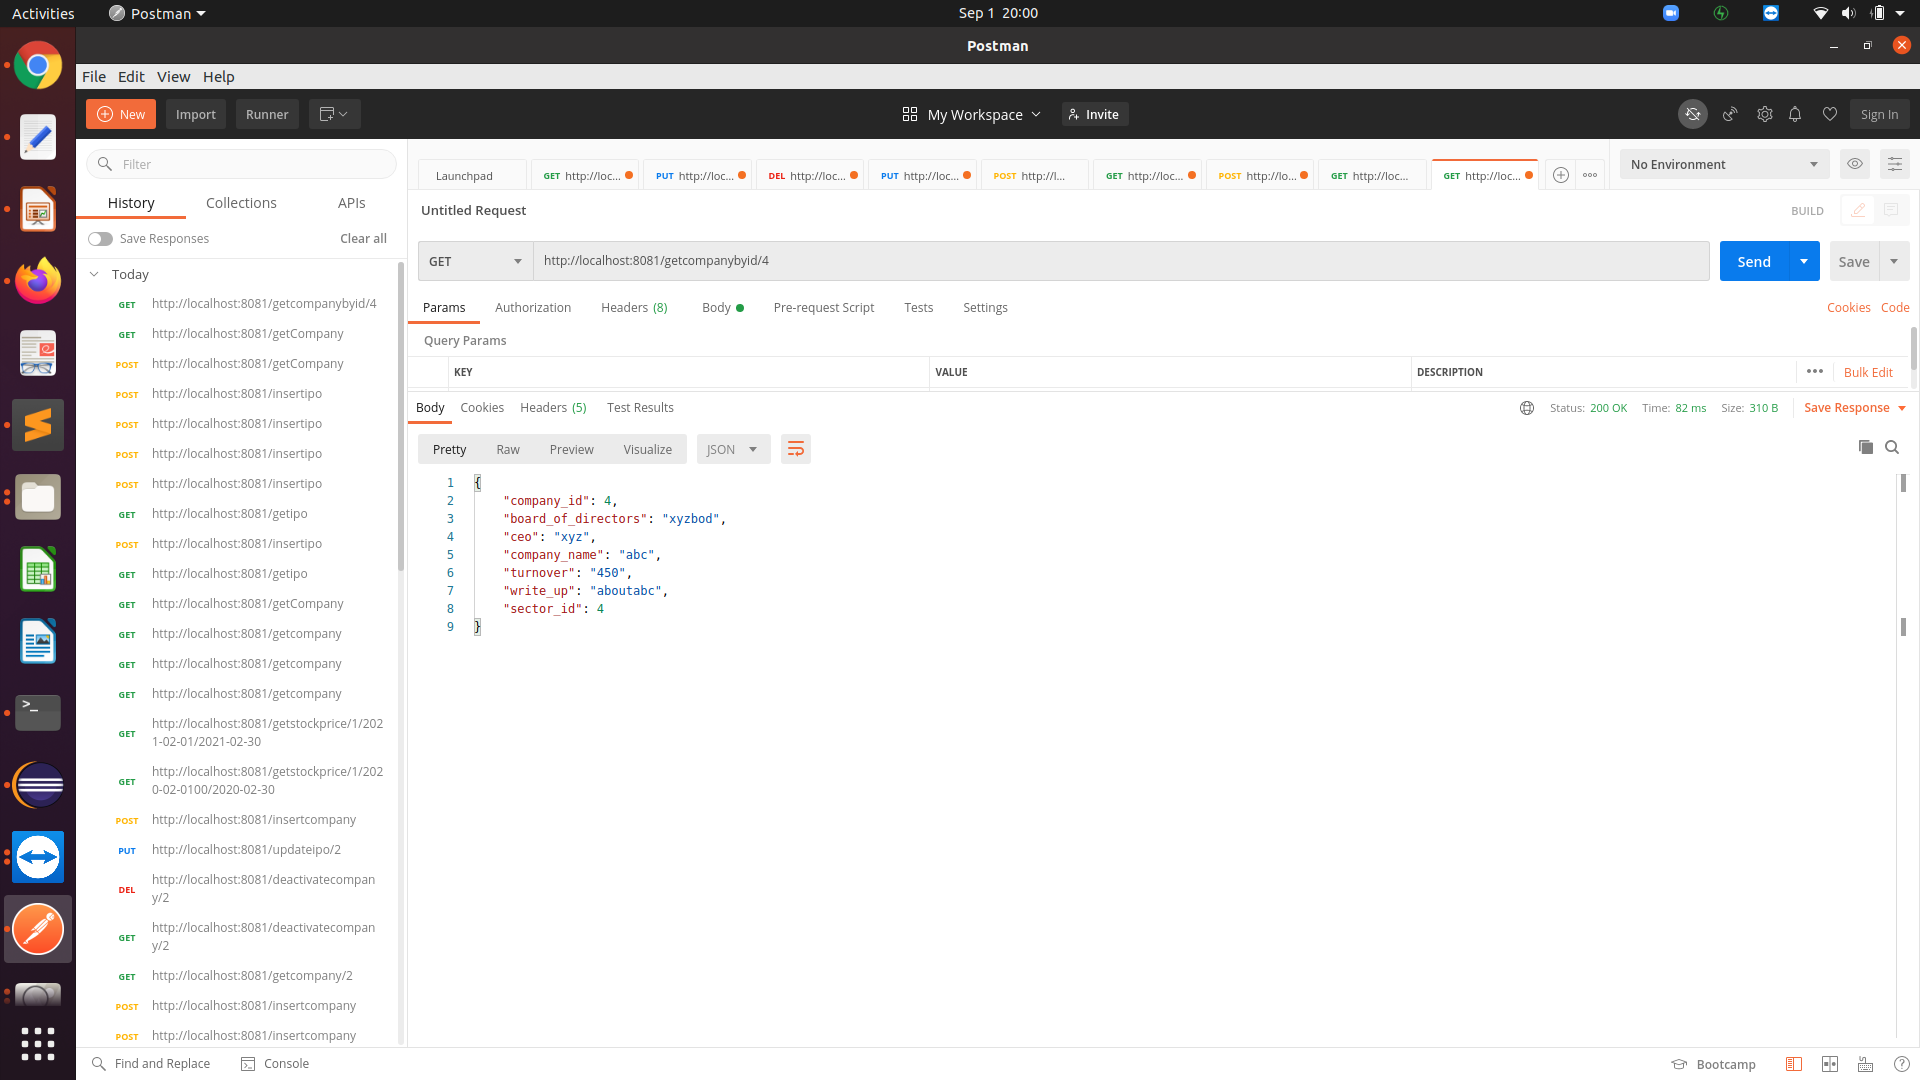 Activities
Postman
Sep 1 20:00
Postman
File Edit View Help
New
Import
Runner
My Workspace
Invite
Sign In
Filter
History
Collections
APIs
Save Responses
Clear all
Today
GET http://localhost:8081/getcompanybyid/4
GET http://localhost:8081/getCompany
POST http://localhost:8081/getCompany
POST http://localhost:8081/insertipo
POST http://localhost:8081/insertipo
POST http://localhost:8081/insertipo
POST http://localhost:8081/insertipo
GET http://localhost:8081/getipo
POST http://localhost:8081/insertipo
GET http://localhost:8081/getipo
GET http://localhost:8081/getCompany
GET http://localhost:8081/getcompany
GET http://localhost:8081/getcompany
GET http://localhost:8081/getcompany
GET http://localhost:8081/getstockprice/1/202
1-02-01/2021-02-30
GET http://localhost:8081/getstockprice/1/202
0-02-0100/2020-02-30
POST http://localhost:8081/insertcompany
PUT http://localhost:8081/updateipo/2
DEL http://localhost:8081/deactivatecompan
y/2
GET http://localhost:8081/deactivatecompan
y/2
GET http://localhost:8081/getcompany/2
POST http://localhost:8081/insertcompany
POST http://localhost:8081/insertcompany
Launchpad
GET http://loc...
PUT http://loc...
DEL http://loc...
PUT http://loc...
POST http://l...
GET http://loc...
POST http://lo...
GET http://loc...
GET http://loc...
No Environment
Untitled Request
BUILD
GET
http://localhost:8081/getcompanybyid/4
Send
Save
Params
Authorization
Headers (8)
Body
Pre-request Script
Tests
Settings
Cookies
Code
Query Params
KEY
VALUE
DESCRIPTION
Bulk Edit
Body
Cookies
Headers (5)
Test Results
Status: 200 OK
Time: 82 ms
Size: 310 B
Save Response
Pretty
Raw
Preview
Visualize
JSON
1 {
2 "company_id": 4,
3 "board_of_directors": "xyzbod",
4 "ceo": "xyz",
5 "company_name": "abc",
6 "turnover": "450",
7 "write_up": "aboutabc",
8 "sector_id": 4
9 }
Find and Replace
Console
Bootcamp